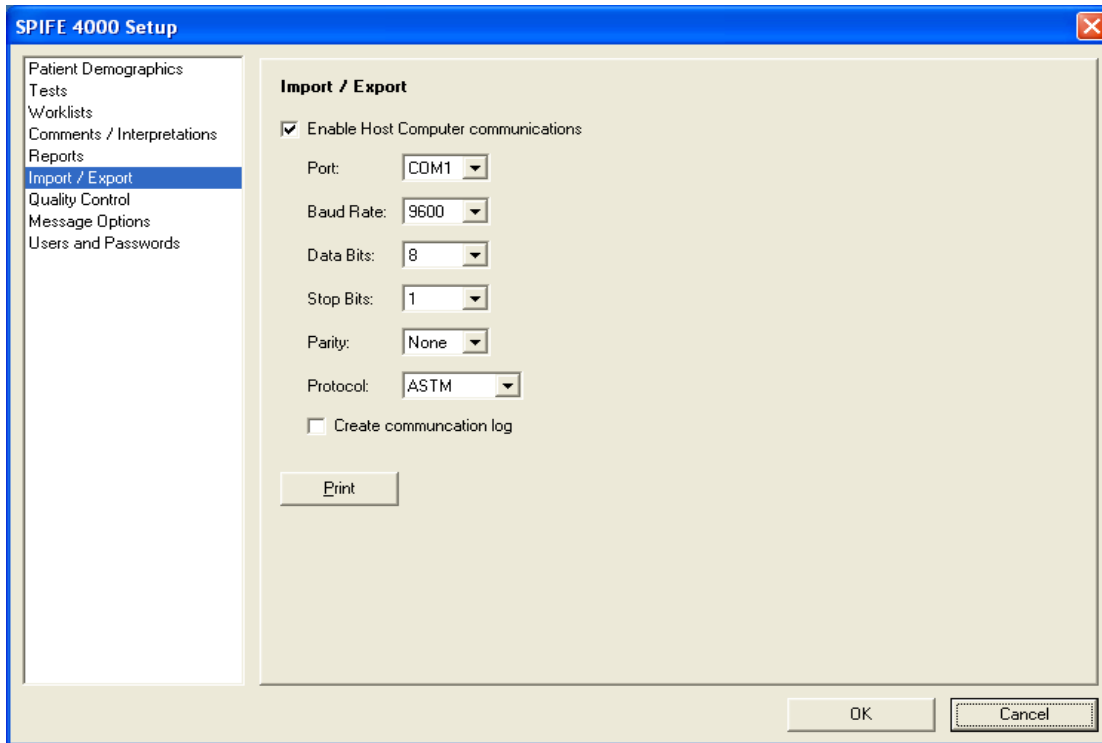 SPIFE 4000 Setup
Patient Demographics
Tests
Worklists
Comments / Interpretations
Reports
Import / Export
Quality Control
Message Options
Users and Passwords
Import / Export
Enable Host Computer communications
Port: COM1
Baud Rate: 9600
Data Bits: 8
Stop Bits: 1
Parity: None
Protocol: ASTM
Create communcation log
Print
OK Cancel